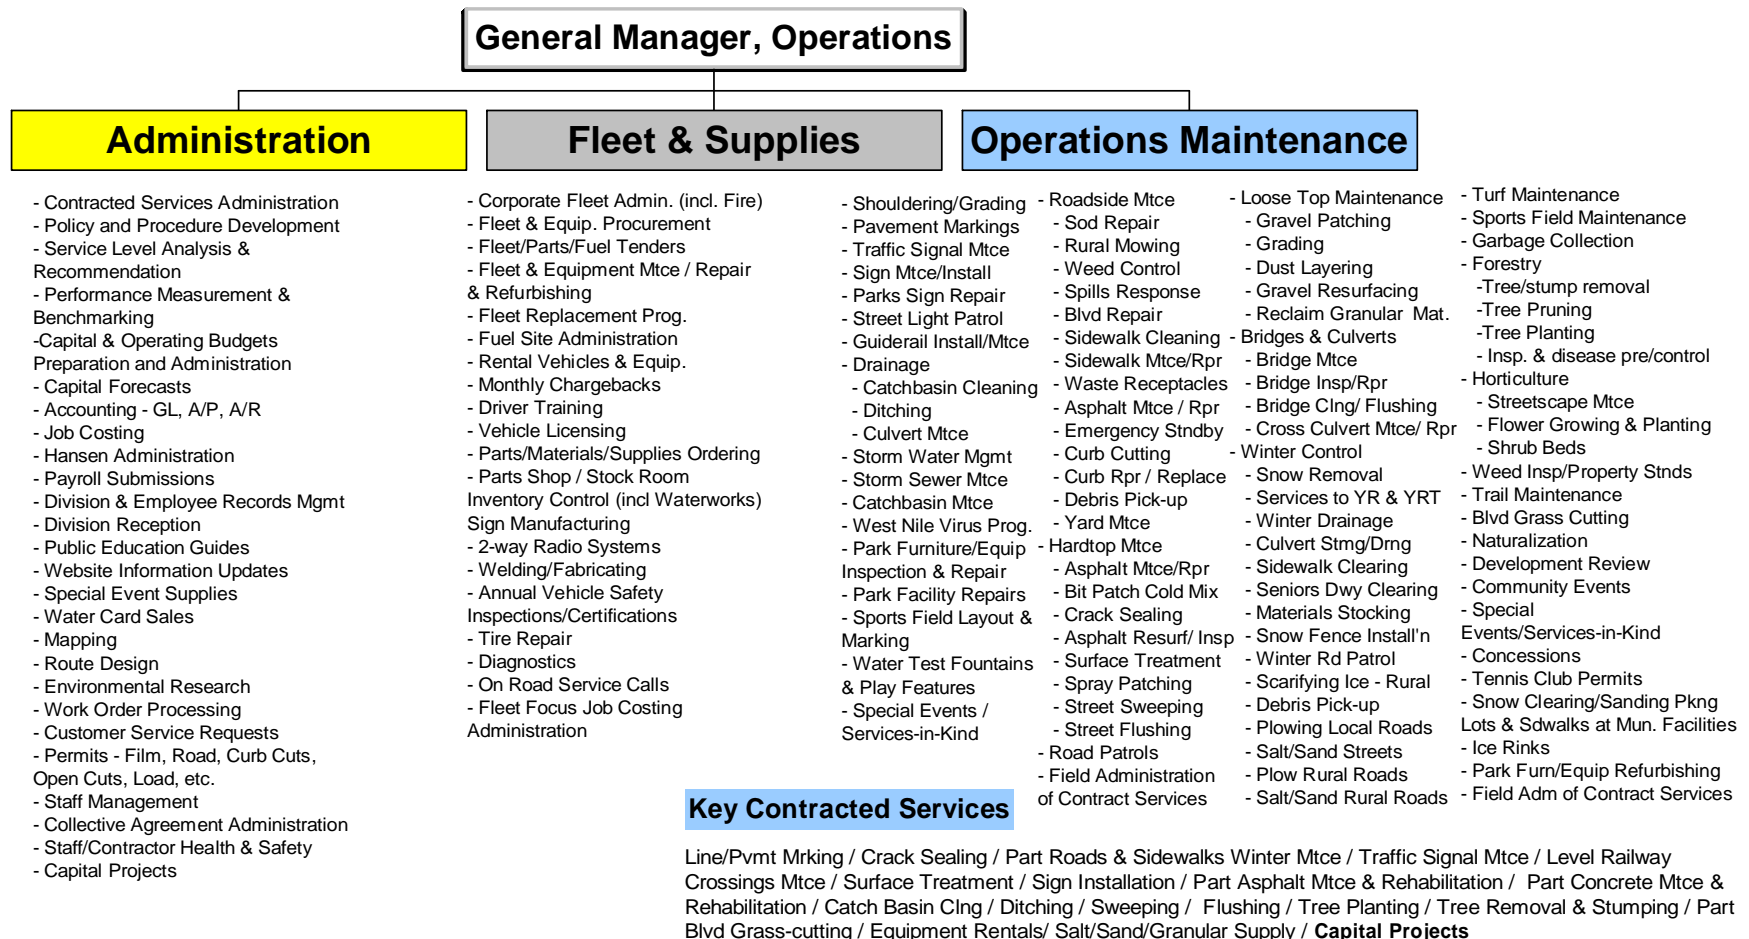 General Manager, Operations
Administration
Fleet & Supplies
Operations Maintenance
- Contracted Services Administration
- Policy and Procedure Development
- Service Level Analysis &
Recommendation
- Performance Measurement &
Benchmarking
-Capital & Operating Budgets
Preparation and Administration
- Capital Forecasts
- Accounting - GL, A/P, A/R
- Job Costing
- Hansen Administration
- Payroll Submissions
- Division & Employee Records Mgmt
- Division Reception
- Public Education Guides
- Website Information Updates
- Special Event Supplies
- Water Card Sales
- Mapping
- Route Design
- Environmental Research
- Work Order Processing
- Customer Service Requests
- Permits - Film, Road, Curb Cuts,
Open Cuts, Load, etc.
- Staff Management
- Collective Agreement Administration
- Staff/Contractor Health & Safety
- Capital Projects
- Corporate Fleet Admin. (incl. Fire)
- Fleet & Equip. Procurement
- Fleet/Parts/Fuel Tenders
- Fleet & Equipment Mtce / Repair
& Refurbishing
- Fleet Replacement Prog.
- Fuel Site Administration
- Rental Vehicles & Equip.
- Monthly Chargebacks
- Driver Training
- Vehicle Licensing
- Parts/Materials/Supplies Ordering
- Parts Shop / Stock Room
Inventory Control (incl Waterworks)
Sign Manufacturing
- 2-way Radio Systems
- Welding/Fabricating
- Annual Vehicle Safety
Inspections/Certifications
- Tire Repair
- Diagnostics
- On Road Service Calls
- Fleet Focus Job Costing
Administration
- Shouldering/Grading
- Pavement Markings
- Traffic Signal Mtce
- Sign Mtce/Install
- Parks Sign Repair
- Street Light Patrol
- Guiderail Install/Mtce
- Drainage
- Catchbasin Cleaning
- Ditching
- Culvert Mtce
- Storm Water Mgmt
- Storm Sewer Mtce
- Catchbasin Mtce
- West Nile Virus Prog.
- Park Furniture/Equip
Inspection & Repair
- Park Facility Repairs
- Sports Field Layout &
Marking
- Water Test Fountains
& Play Features
- Special Events /
Services-in-Kind
- Roadside Mtce
- Sod Repair
- Rural Mowing
- Weed Control
- Spills Response
- Blvd Repair
- Sidewalk Cleaning
- Sidewalk Mtce/Rpr
- Waste Receptacles
- Asphalt Mtce / Rpr
- Emergency Stndby
- Curb Cutting
- Curb Rpr / Replace
- Debris Pick-up
- Yard Mtce
- Hardtop Mtce
- Asphalt Mtce/Rpr
- Bit Patch Cold Mix
- Crack Sealing
- Asphalt Resurf/ Insp
- Surface Treatment
- Spray Patching
- Street Sweeping
- Street Flushing
- Road Patrols
- Field Administration
of Contract Services
- Loose Top Maintenance
- Gravel Patching
- Grading
- Dust Layering
- Gravel Resurfacing
- Reclaim Granular Mat.
- Bridges & Culverts
- Bridge Mtce
- Bridge Insp/Rpr
- Bridge Clng/ Flushing
- Cross Culvert Mtce/ Rpr
- Winter Control
- Snow Removal
- Services to YR & YRT
- Winter Drainage
- Culvert Stmg/Drng
- Sidewalk Clearing
- Seniors Dwy Clearing
- Materials Stocking
- Snow Fence Install'n
- Winter Rd Patrol
- Scarifying Ice - Rural
- Debris Pick-up
- Plowing Local Roads
- Salt/Sand Streets
- Plow Rural Roads
- Salt/Sand Rural Roads
- Turf Maintenance
- Sports Field Maintenance
- Garbage Collection
- Forestry
-Tree/stump removal
-Tree Pruning
-Tree Planting
- Insp. & disease pre/control
- Horticulture
- Streetscape Mtce
- Flower Growing & Planting
- Shrub Beds
- Weed Insp/Property Stnds
- Trail Maintenance
- Blvd Grass Cutting
- Naturalization
- Development Review
- Community Events
- Special
Events/Services-in-Kind
- Concessions
- Tennis Club Permits
- Snow Clearing/Sanding Pkng
Lots & Sdwalks at Mun. Facilities
- Ice Rinks
- Park Furn/Equip Refurbishing
- Field Adm of Contract Services
Key Contracted Services
Line/Pvmt Mrking / Crack Sealing / Part Roads & Sidewalks Winter Mtce / Traffic Signal Mtce / Level Railway
Crossings Mtce / Surface Treatment / Sign Installation / Part Asphalt Mtce & Rehabilitation / Part Concrete Mtce &
Rehabilitation / Catch Basin Clng / Ditching / Sweeping / Flushing / Tree Planting / Tree Removal & Stumping / Part
Blvd Grass-cutting / Equipment Rentals/ Salt/Sand/Granular Supply / Capital Projects